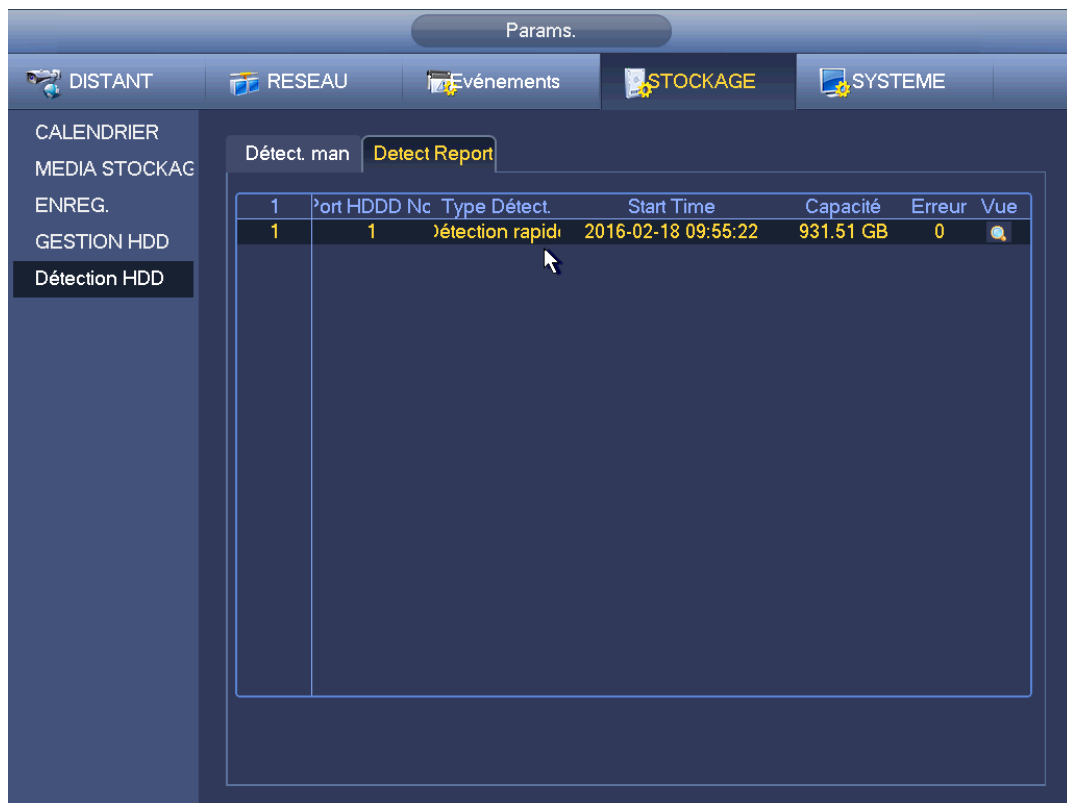 Params.
DISTANT RESEAU Evénements STOCKAGE SYSTEME
CALENDRIER
MEDIA STOCKAG
ENREG.
GESTION HDD
Détection HDD
Détect. man Detect Report
1 Port HDDD No Type Détect. Start Time Capacité Erreur Vue
1 1 Détection rapide 2016-02-18 09:55:22 931.51 GB 0